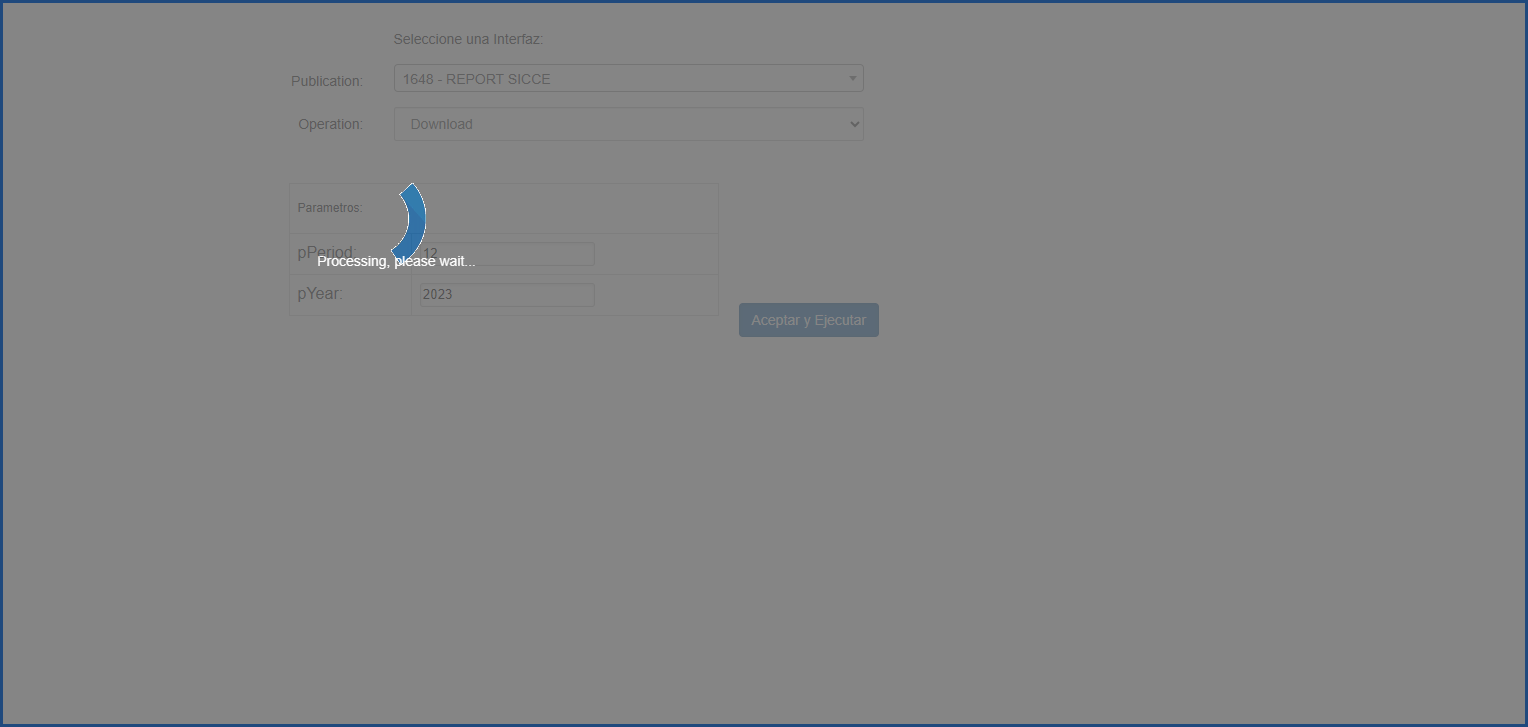 Seleccione una Interfaz:
Publication: 1648 - REPORT SICCE
Operation: Download
Parametros:
pPeriod: 12
Processing, please wait...
pYear: 2023
Aceptar y Ejecutar